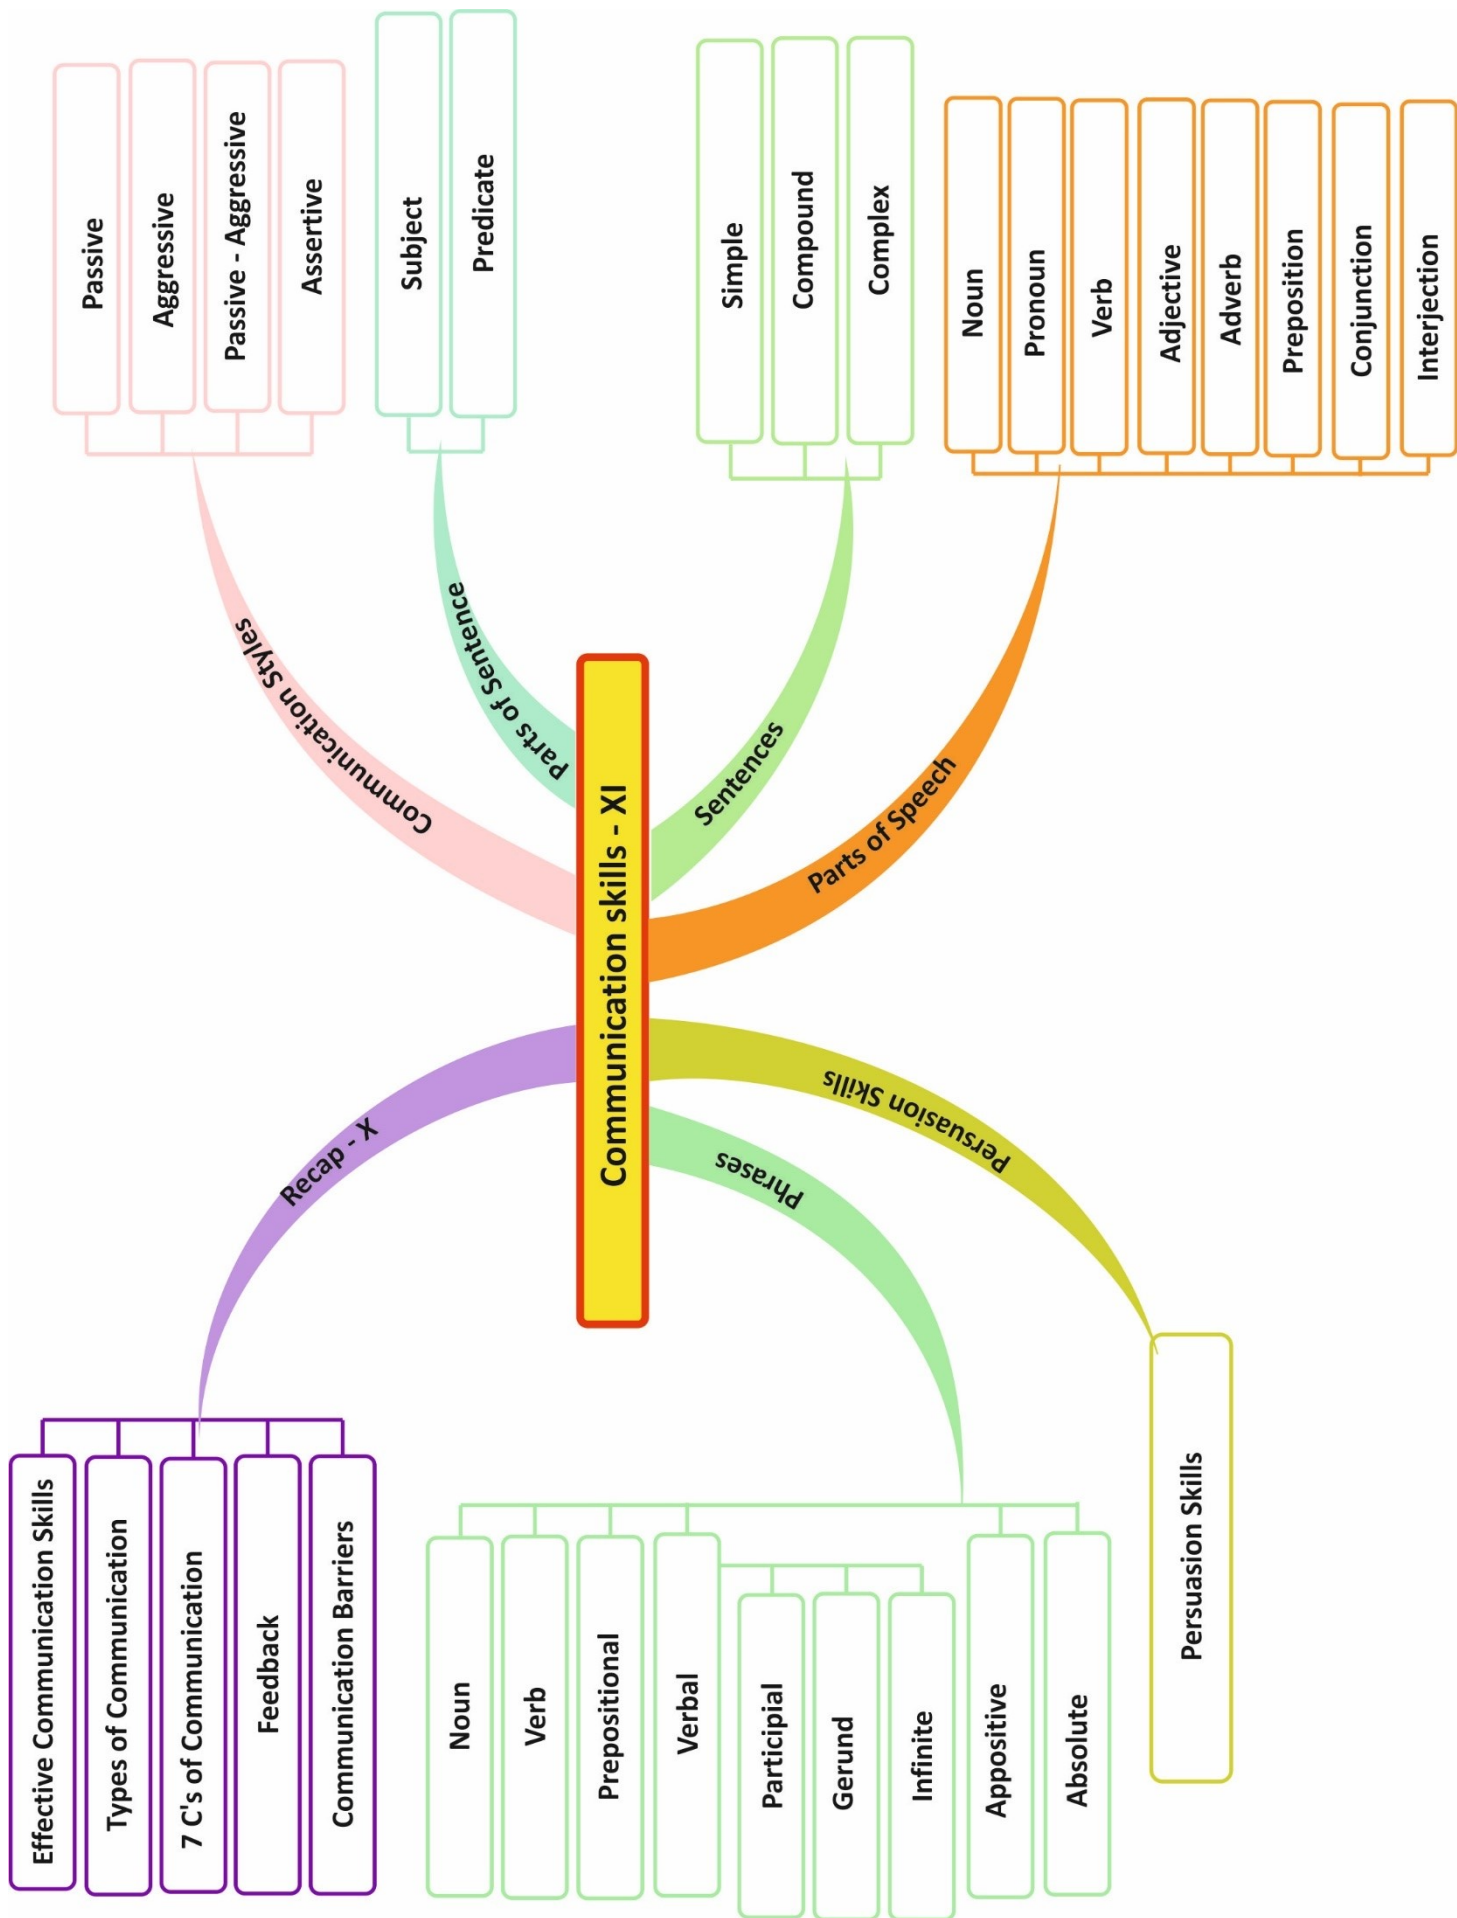 Communication skills - XI
Recap - X
Effective Communication Skills
Types of Communication
7 C's of Communication
Feedback
Communication Barriers
Communication Styles
Passive
Aggressive
Passive - Aggressive
Assertive
Parts of Sentence
Subject
Predicate
Sentences
Simple
Compound
Complex
Parts of Speech
Noun
Pronoun
Verb
Adjective
Adverb
Preposition
Conjunction
Interjection
Phrases
Noun
Verb
Prepositional
Verbal
Participial
Gerund
Infinite
Appositive
Absolute
Persuasion Skills
Persuasion Skills